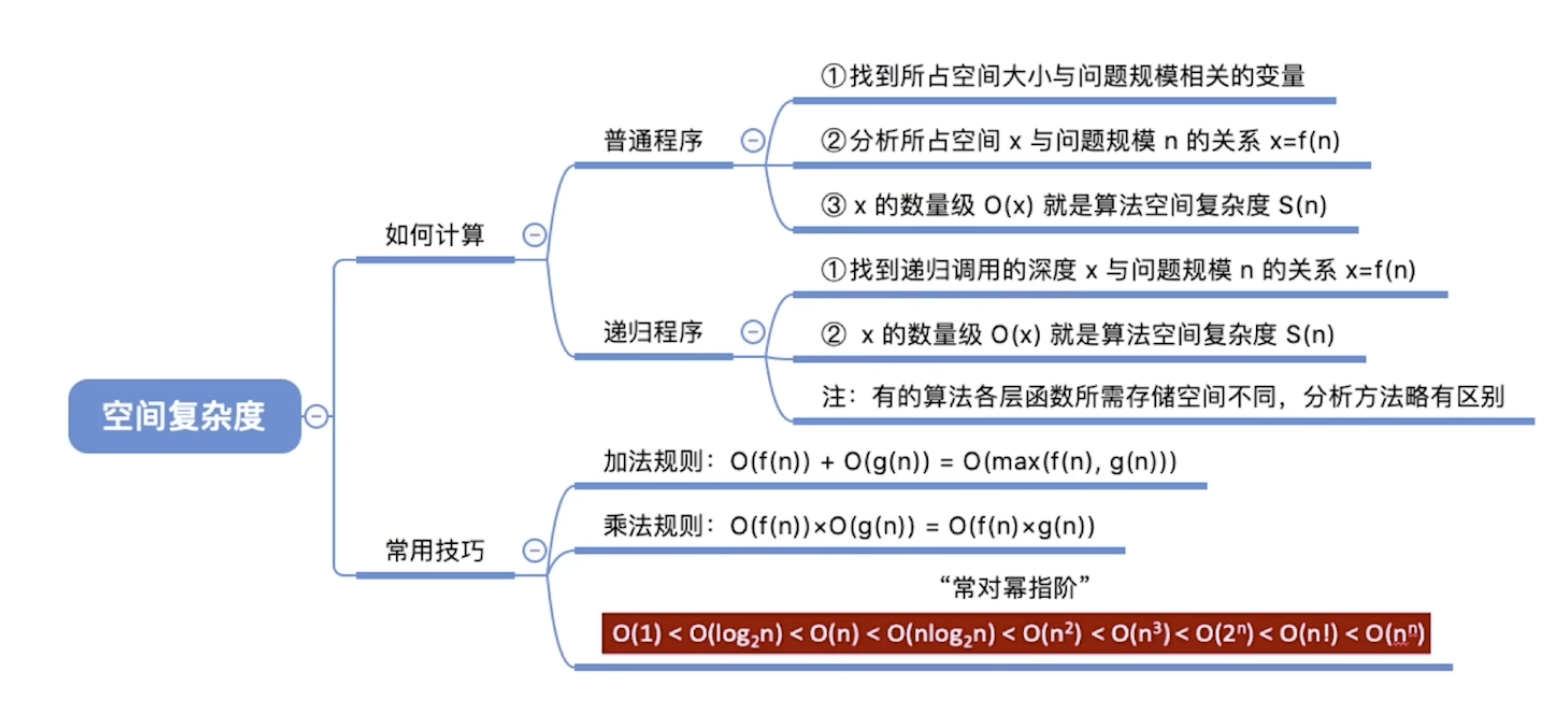 空间复杂度
如何计算
普通程序
①找到所占空间大小与问题规模相关的变量
②分析所占空间 x 与问题规模 n 的关系 x=f(n)
③ x 的数量级 O(x) 就是算法空间复杂度 S(n)
递归程序
①找到递归调用的深度 x 与问题规模 n 的关系 x=f(n)
② x 的数量级 O(x) 就是算法空间复杂度 S(n)
注：有的算法各层函数所需存储空间不同，分析方法略有区别
常用技巧
加法规则：O(f(n)) + O(g(n)) = O(max(f(n), g(n)))
乘法规则：O(f(n))×O(g(n)) = O(f(n)×g(n))
“常对幂指阶”
O(1) < O(log₂n) < O(n) < O(nlog₂n) < O(n²) < O(n³) < O(2ⁿ) < O(n!) < O(nⁿ)